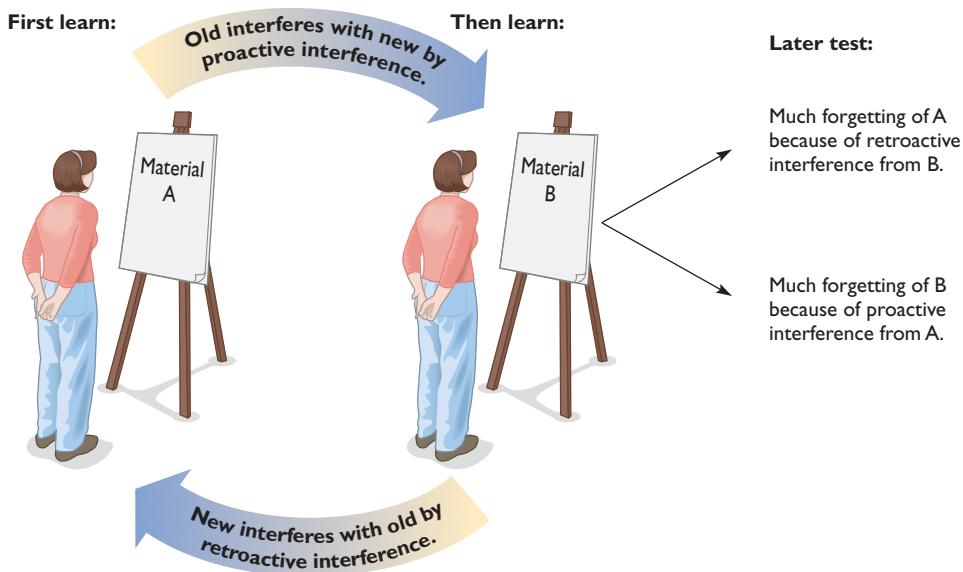 First learn:
Old interferes with new by
proactive interference.
Then learn:
Later test:
Material
A
Material
B
Much forgetting of A
because of retroactive
interference from B.
Much forgetting of B
because of proactive
interference from A.
New interferes with old by
retroactive interference.